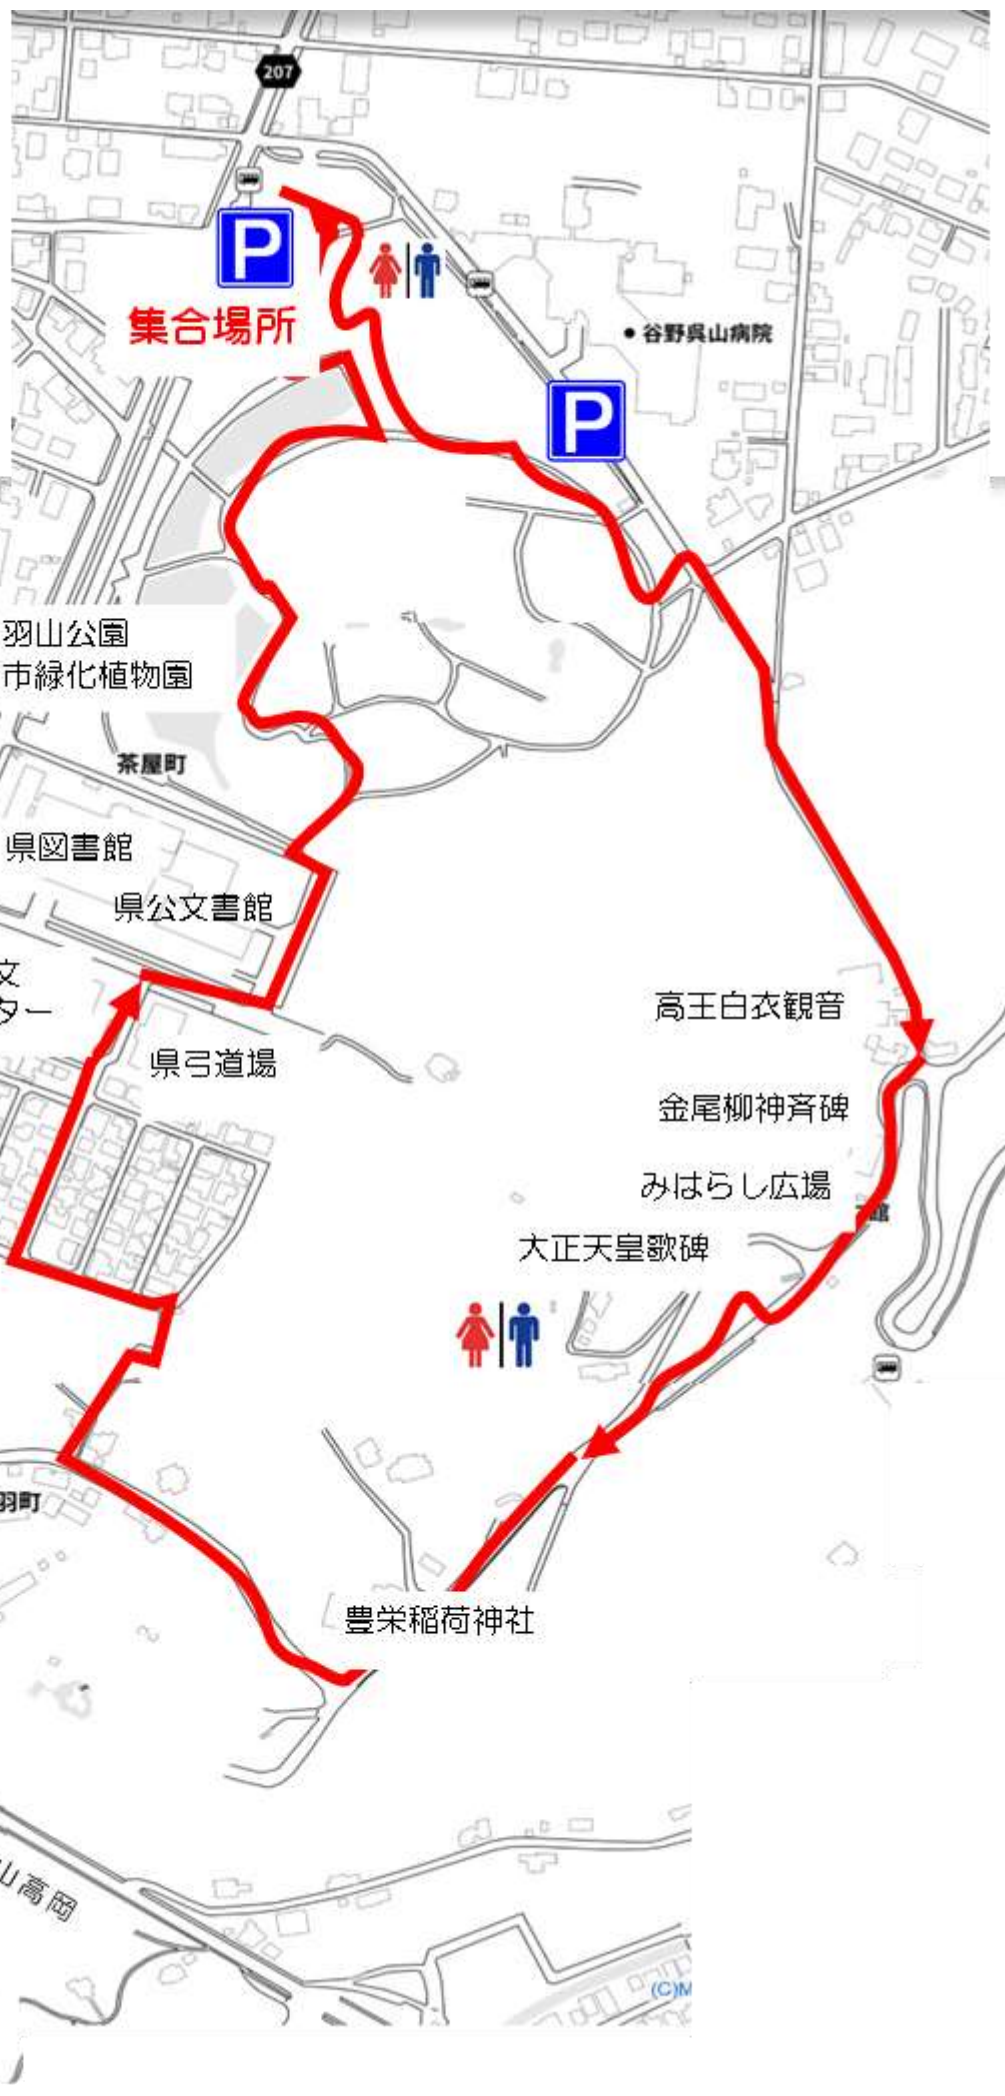 207
P
集合場所
谷野呉山病院
P
羽山公園
市緑化植物園
茶屋町
県図書館
県公文書館
文
ター
高王白衣観音
県弓道場
金尾柳神斉碑
みはらし広場
館
大正天皇歌碑
羽町
豊栄稲荷神社
山高岡
(C)M